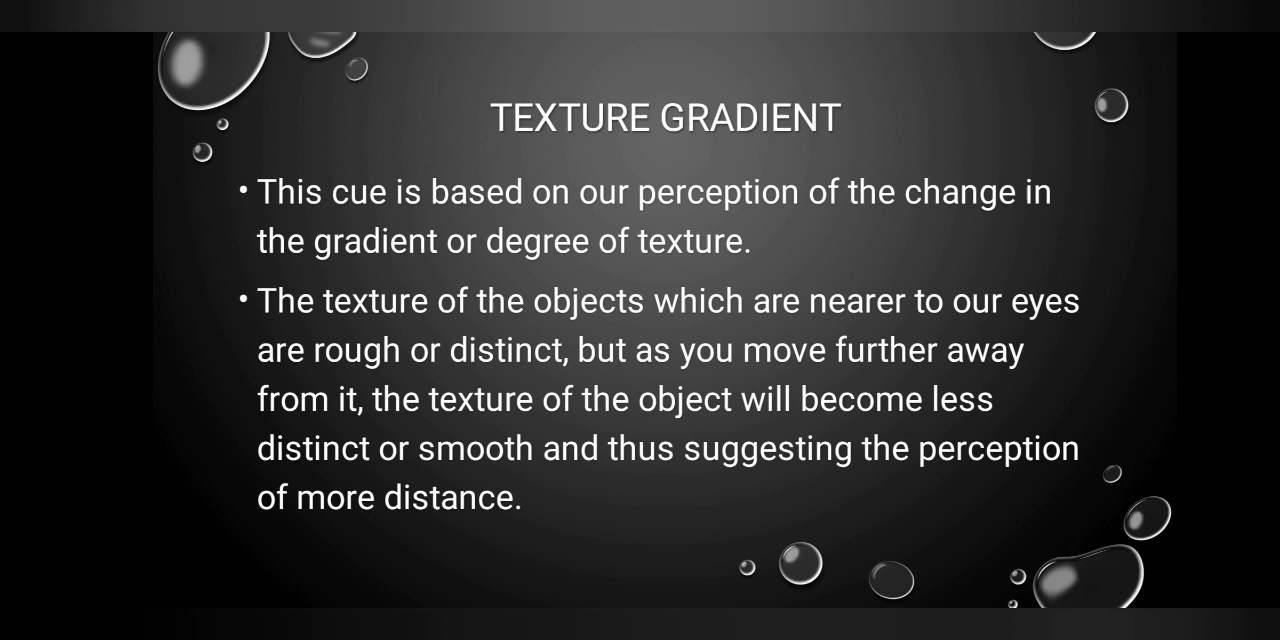 TEXTURE GRADIENT
• This cue is based on our perception of the change in
the gradient or degree of texture.
• The texture of the objects which are nearer to our eyes
are rough or distinct, but as you move further away
from it, the texture of the object will become less
distinct or smooth and thus suggesting the perception
of more distance.